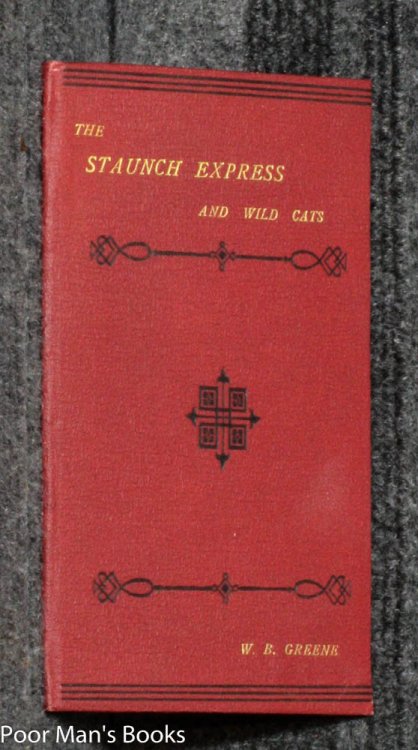 THE
STAUNCH EXPRESS
AND WILD CATS
W. B. GREENE
Poor Man's Books